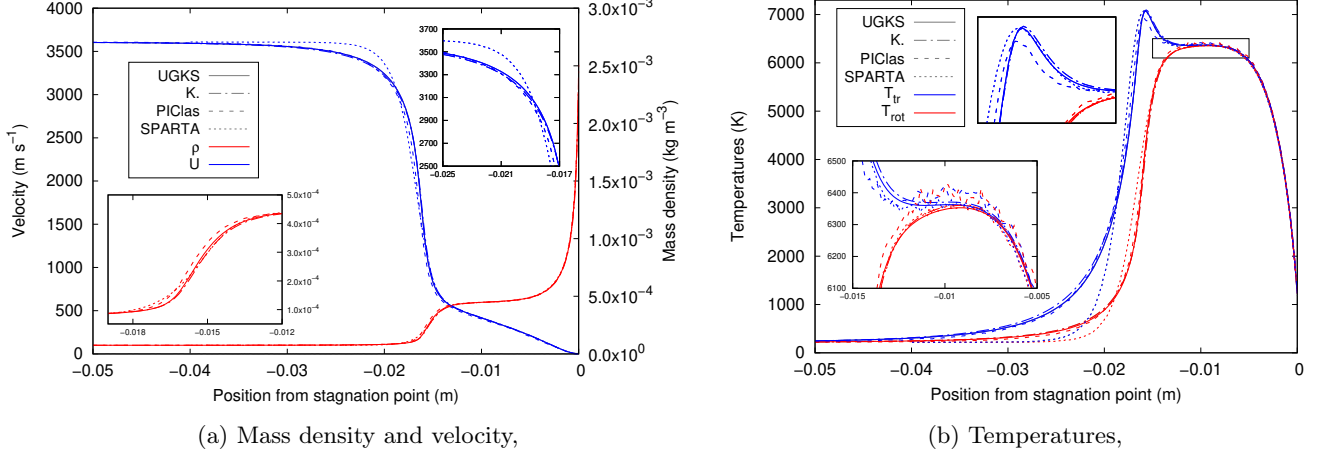 4000
3500
3000
2500
2000
1500
1000
500
0
Velocity (m s⁻¹)
3.0x10⁻³
2.5x10⁻³
2.0x10⁻³
1.5x10⁻³
1.0x10⁻³
5.0x10⁻⁴
0.0x10⁰
Mass density (kg m⁻³)
UGKS
K.
PIClas
SPARTA
ρ
U
3700
3500
3300
3100
2900
2700
2500
−0.025 −0.021 −0.017
5.0x10⁻⁴
4.0x10⁻⁴
3.0x10⁻⁴
2.0x10⁻⁴
1.0x10⁻⁴
−0.018 −0.015 −0.012
−0.05 −0.04 −0.03 −0.02 −0.01 0
Position from stagnation point (m)
(a) Mass density and velocity,
7000
6000
5000
4000
3000
2000
1000
0
Temperatures (K)
UGKS
K.
PIClas
SPARTA
T_tr
T_rot
6500
6400
6300
6200
6100
−0.015 −0.01 −0.005
−0.05 −0.04 −0.03 −0.02 −0.01 0
Position from stagnation point (m)
(b) Temperatures,